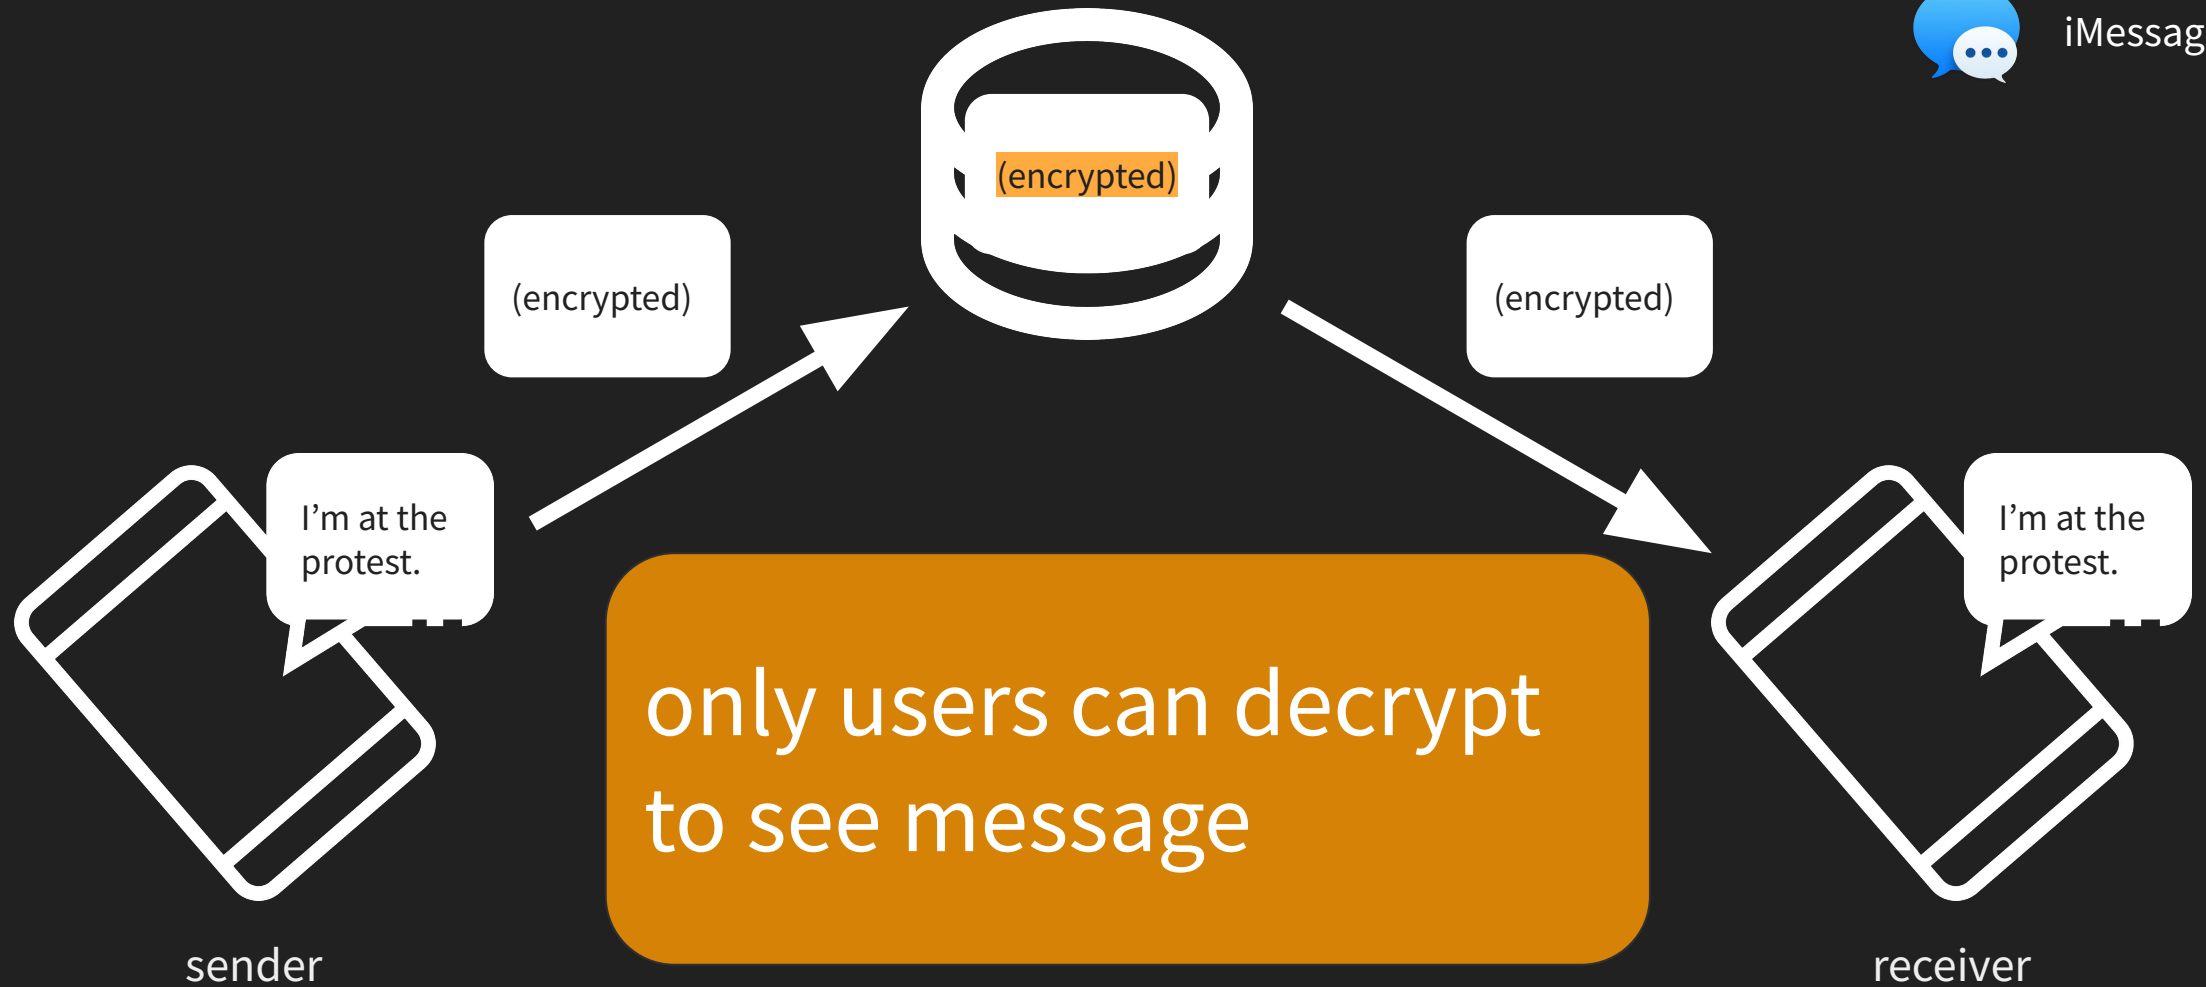 iMessag
(encrypted)
(encrypted)
(encrypted)
I’m at the
protest.
I’m at the
protest.
only users can decrypt
to see message
sender
receiver